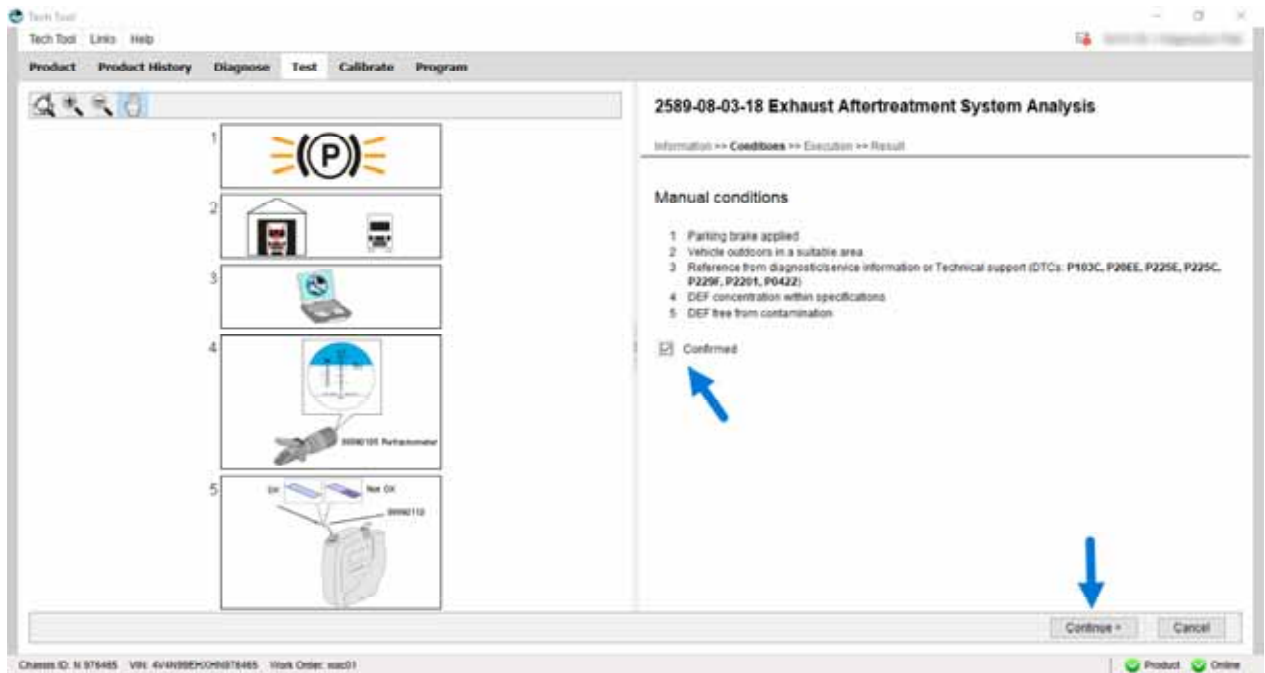 Tech Tool
Tech Tool Links Help
Product Product History Diagnose Test Calibrate Program
2589-08-03-18 Exhaust Aftertreatment System Analysis
Information >> Conditions >> Execution >> Result
Manual conditions
1 Parking brake applied
2 Vehicle outdoors in a suitable area
3 Reference from diagnostic/service information or Technical support (DTCs: P103C, P20EE, P225E, P225C,
P229F, P2201, P0422)
4 DEF concentration within specifications
5 DEF free from contamination
Confirmed
1
P
2
3
4
Refractometer
5
OK Not OK
Continue >
Cancel
Chassis ID: N 976465 VIN: Work Order:
Product Online